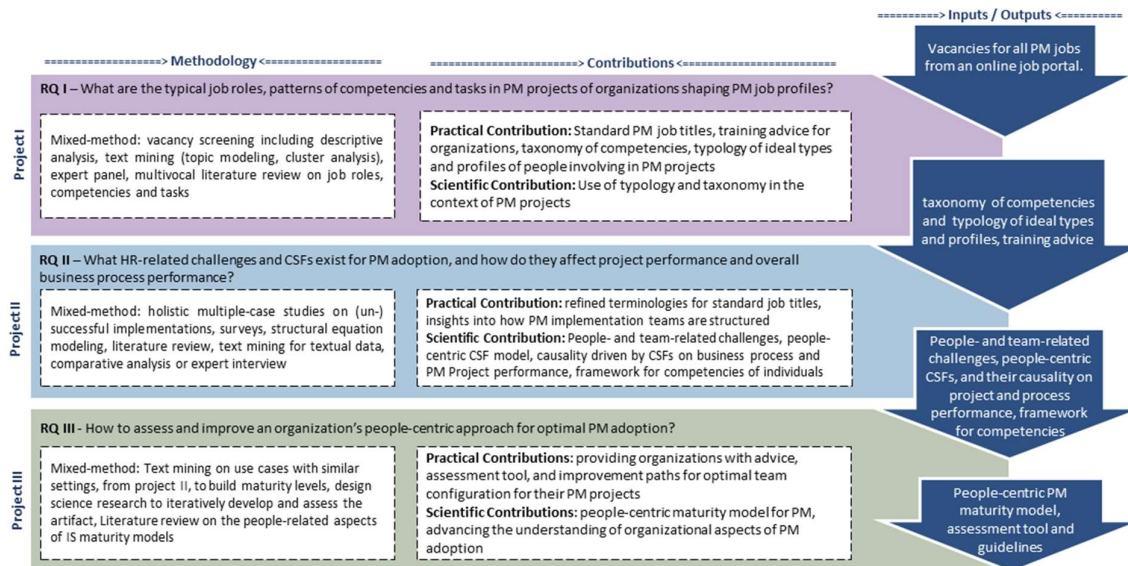 ==========> Inputs / Outputs <==========
===================> Methodology <===================
=======================> Contributions <=======================
Vacancies for all PM jobs
from an online job portal.
Project I
RQ I – What are the typical job roles, patterns of competencies and tasks in PM projects of organizations shaping PM job profiles?
Mixed-method: vacancy screening including descriptive
analysis, text mining (topic modeling, cluster analysis),
expert panel, multivocal literature review on job roles,
competencies and tasks
Practical Contribution: Standard PM job titles, training advice for
organizations, taxonomy of competencies, typology of ideal types
and profiles of people involving in PM projects
Scientific Contribution: Use of typology and taxonomy in the
context of PM projects
taxonomy of competencies
and typology of ideal types
and profiles, training advice
Project II
RQ II – What HR-related challenges and CSFs exist for PM adoption, and how do they affect project performance and overall
business process performance?
Mixed-method: holistic multiple-case studies on (un-)
successful implementations, surveys, structural equation
modeling, literature review, text mining for textual data,
comparative analysis or expert interview
Practical Contribution: refined terminologies for standard job titles,
insights into how PM implementation teams are structured
Scientific Contribution: People- and team-related challenges, people-
centric CSF model, causality driven by CSFs on business process and
PM Project performance, framework for competencies of individuals
People- and team-related
challenges, people-centric
CSFs, and their causality on
project and process
performance, framework
for competencies
Project III
RQ III - How to assess and improve an organization's people-centric approach for optimal PM adoption?
Mixed-method: Text mining on use cases with similar
settings, from project II, to build maturity levels, design
science research to iteratively develop and assess the
artifact, Literature review on the people-related aspects
of IS maturity models
Practical Contributions: providing organizations with advice,
assessment tool, and improvement paths for optimal team
configuration for their PM projects
Scientific Contributions: people-centric maturity model for PM,
advancing the understanding of organizational aspects of PM
adoption
People-centric PM
maturity model,
assessment tool and
guidelines